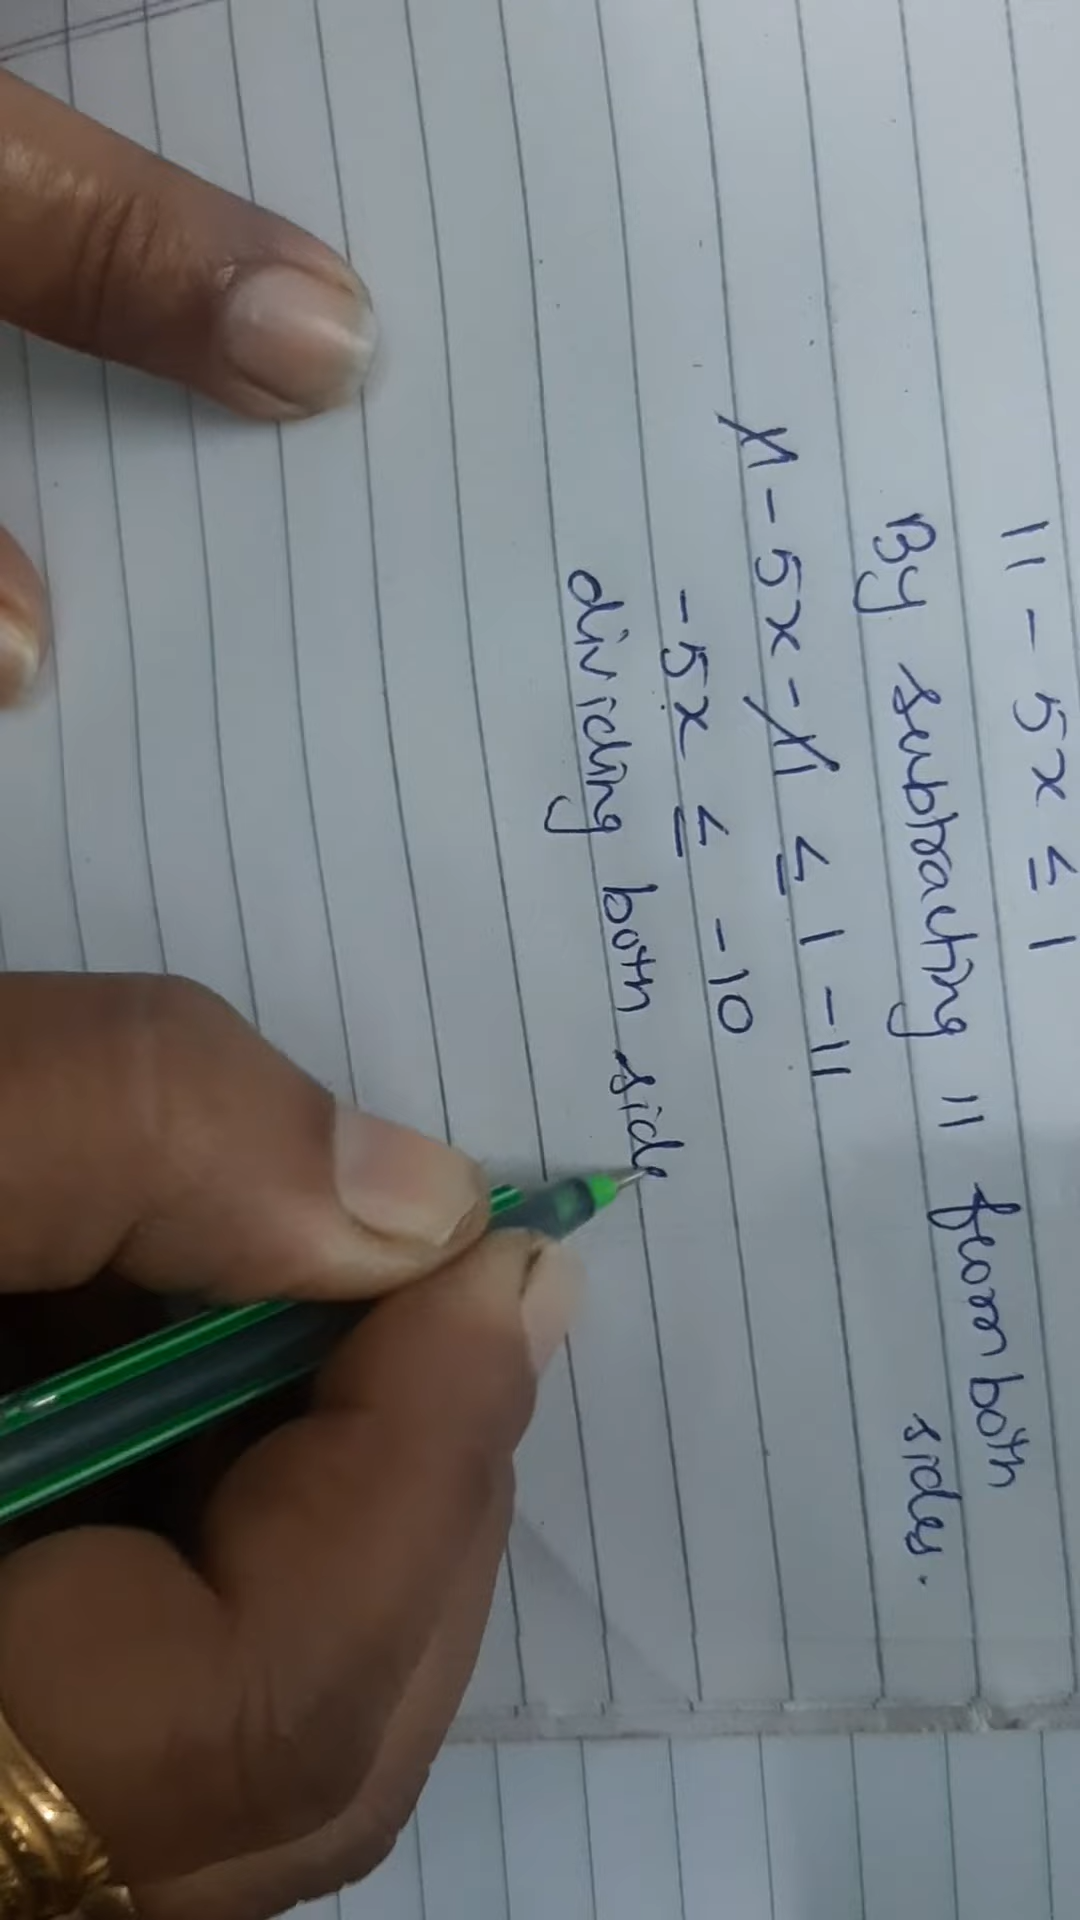 11 - 5x ≤ 1
By subtracting 11 from both
sides.
11 - 5x - 11 ≤ 1 - 11
-5x ≤ -10
dividing both side